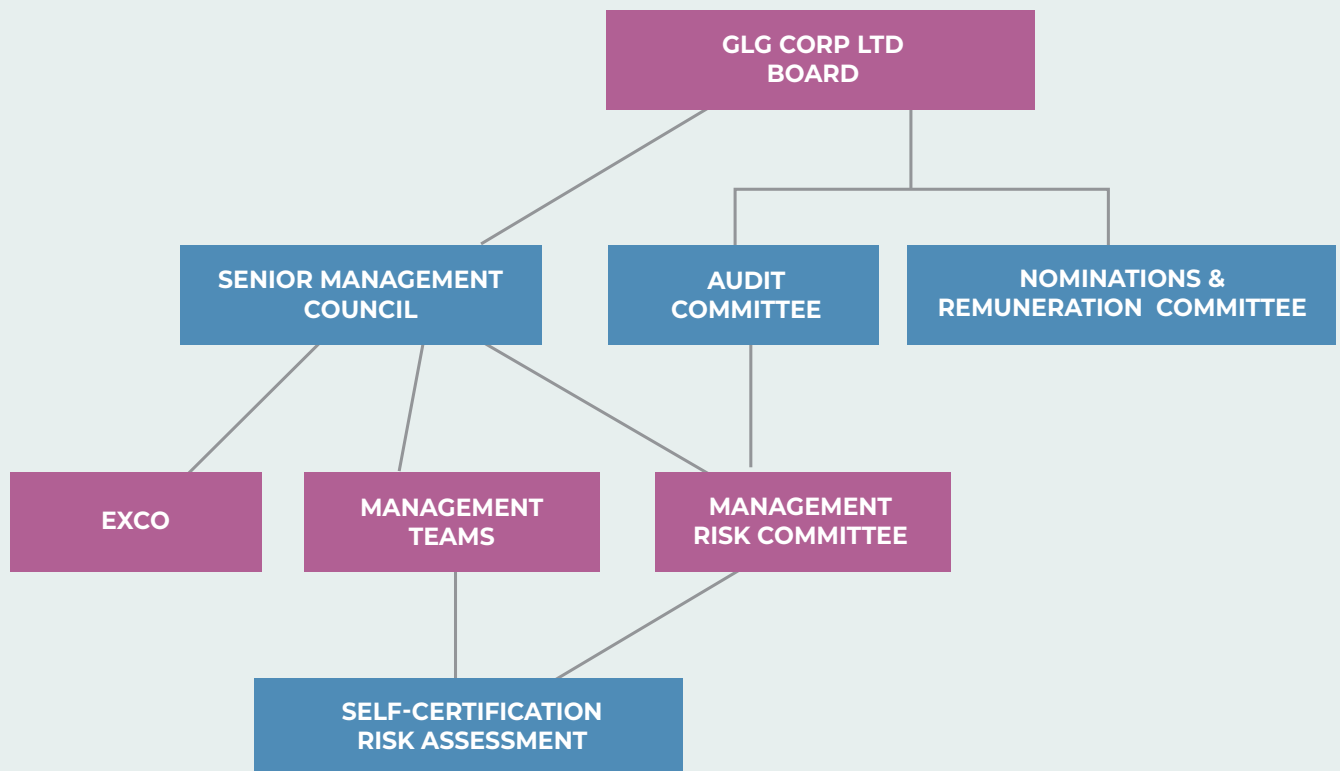 GLG CORP LTD
BOARD
SENIOR MANAGEMENT
COUNCIL
AUDIT
COMMITTEE
NOMINATIONS &
REMUNERATION COMMITTEE
EXCO
MANAGEMENT
TEAMS
MANAGEMENT
RISK COMMITTEE
SELF-CERTIFICATION
RISK ASSESSMENT